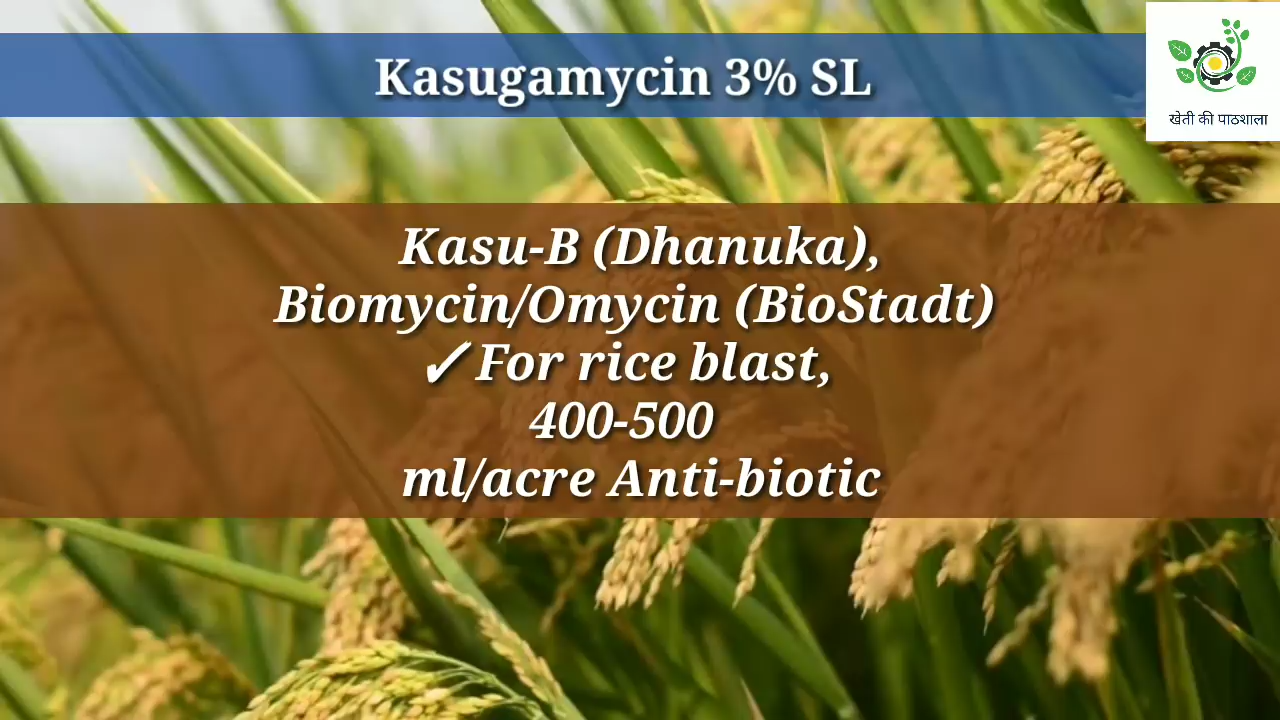 Kasugamycin 3% SL
खेती की पाठशाला
Kasu-B (Dhanuka),
Biomycin/Omycin (BioStadt)
✓For rice blast,
400-500
ml/acre Anti-biotic